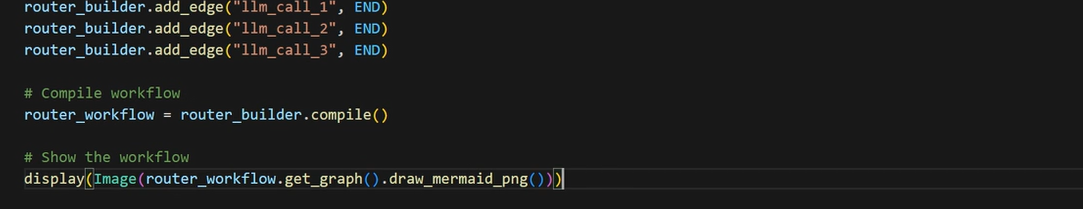 router_builder.add_edge("llm_call_1", END)
router_builder.add_edge("llm_call_2", END)
router_builder.add_edge("llm_call_3", END)
# Compile workflow
router_workflow = router_builder.compile()
# Show the workflow
display(Image(router_workflow.get_graph().draw_mermaid_png()))